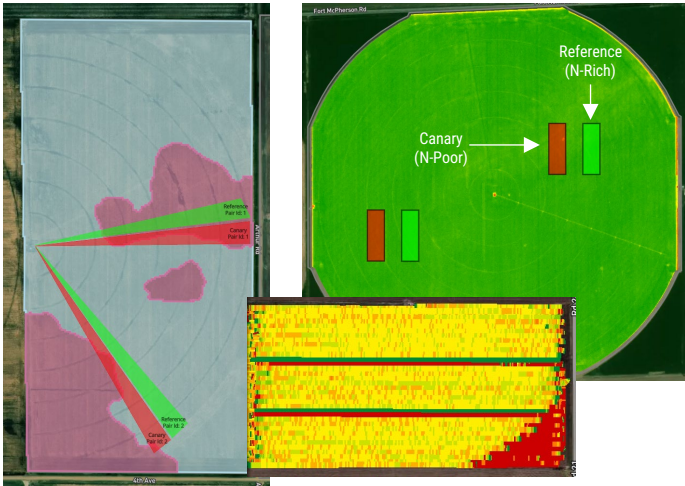 Fort McPherson Rd
Reference
(N-Rich)
Canary
(N-Poor)
Reference
Pair Id: 1
Canary
Pair Id: 1
Arthur Rd
Reference
Pair Id: 2
Canary
Pair Id: 2
4th Ave